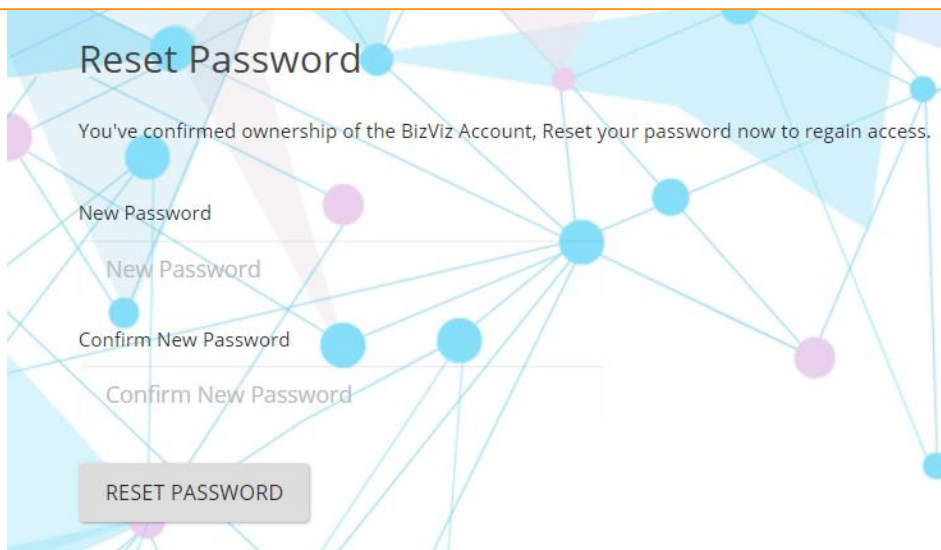 Reset Password
You've confirmed ownership of the BizViz Account, Reset your password now to regain access.
New Password
New Password
Confirm New Password
Confirm New Password
RESET PASSWORD